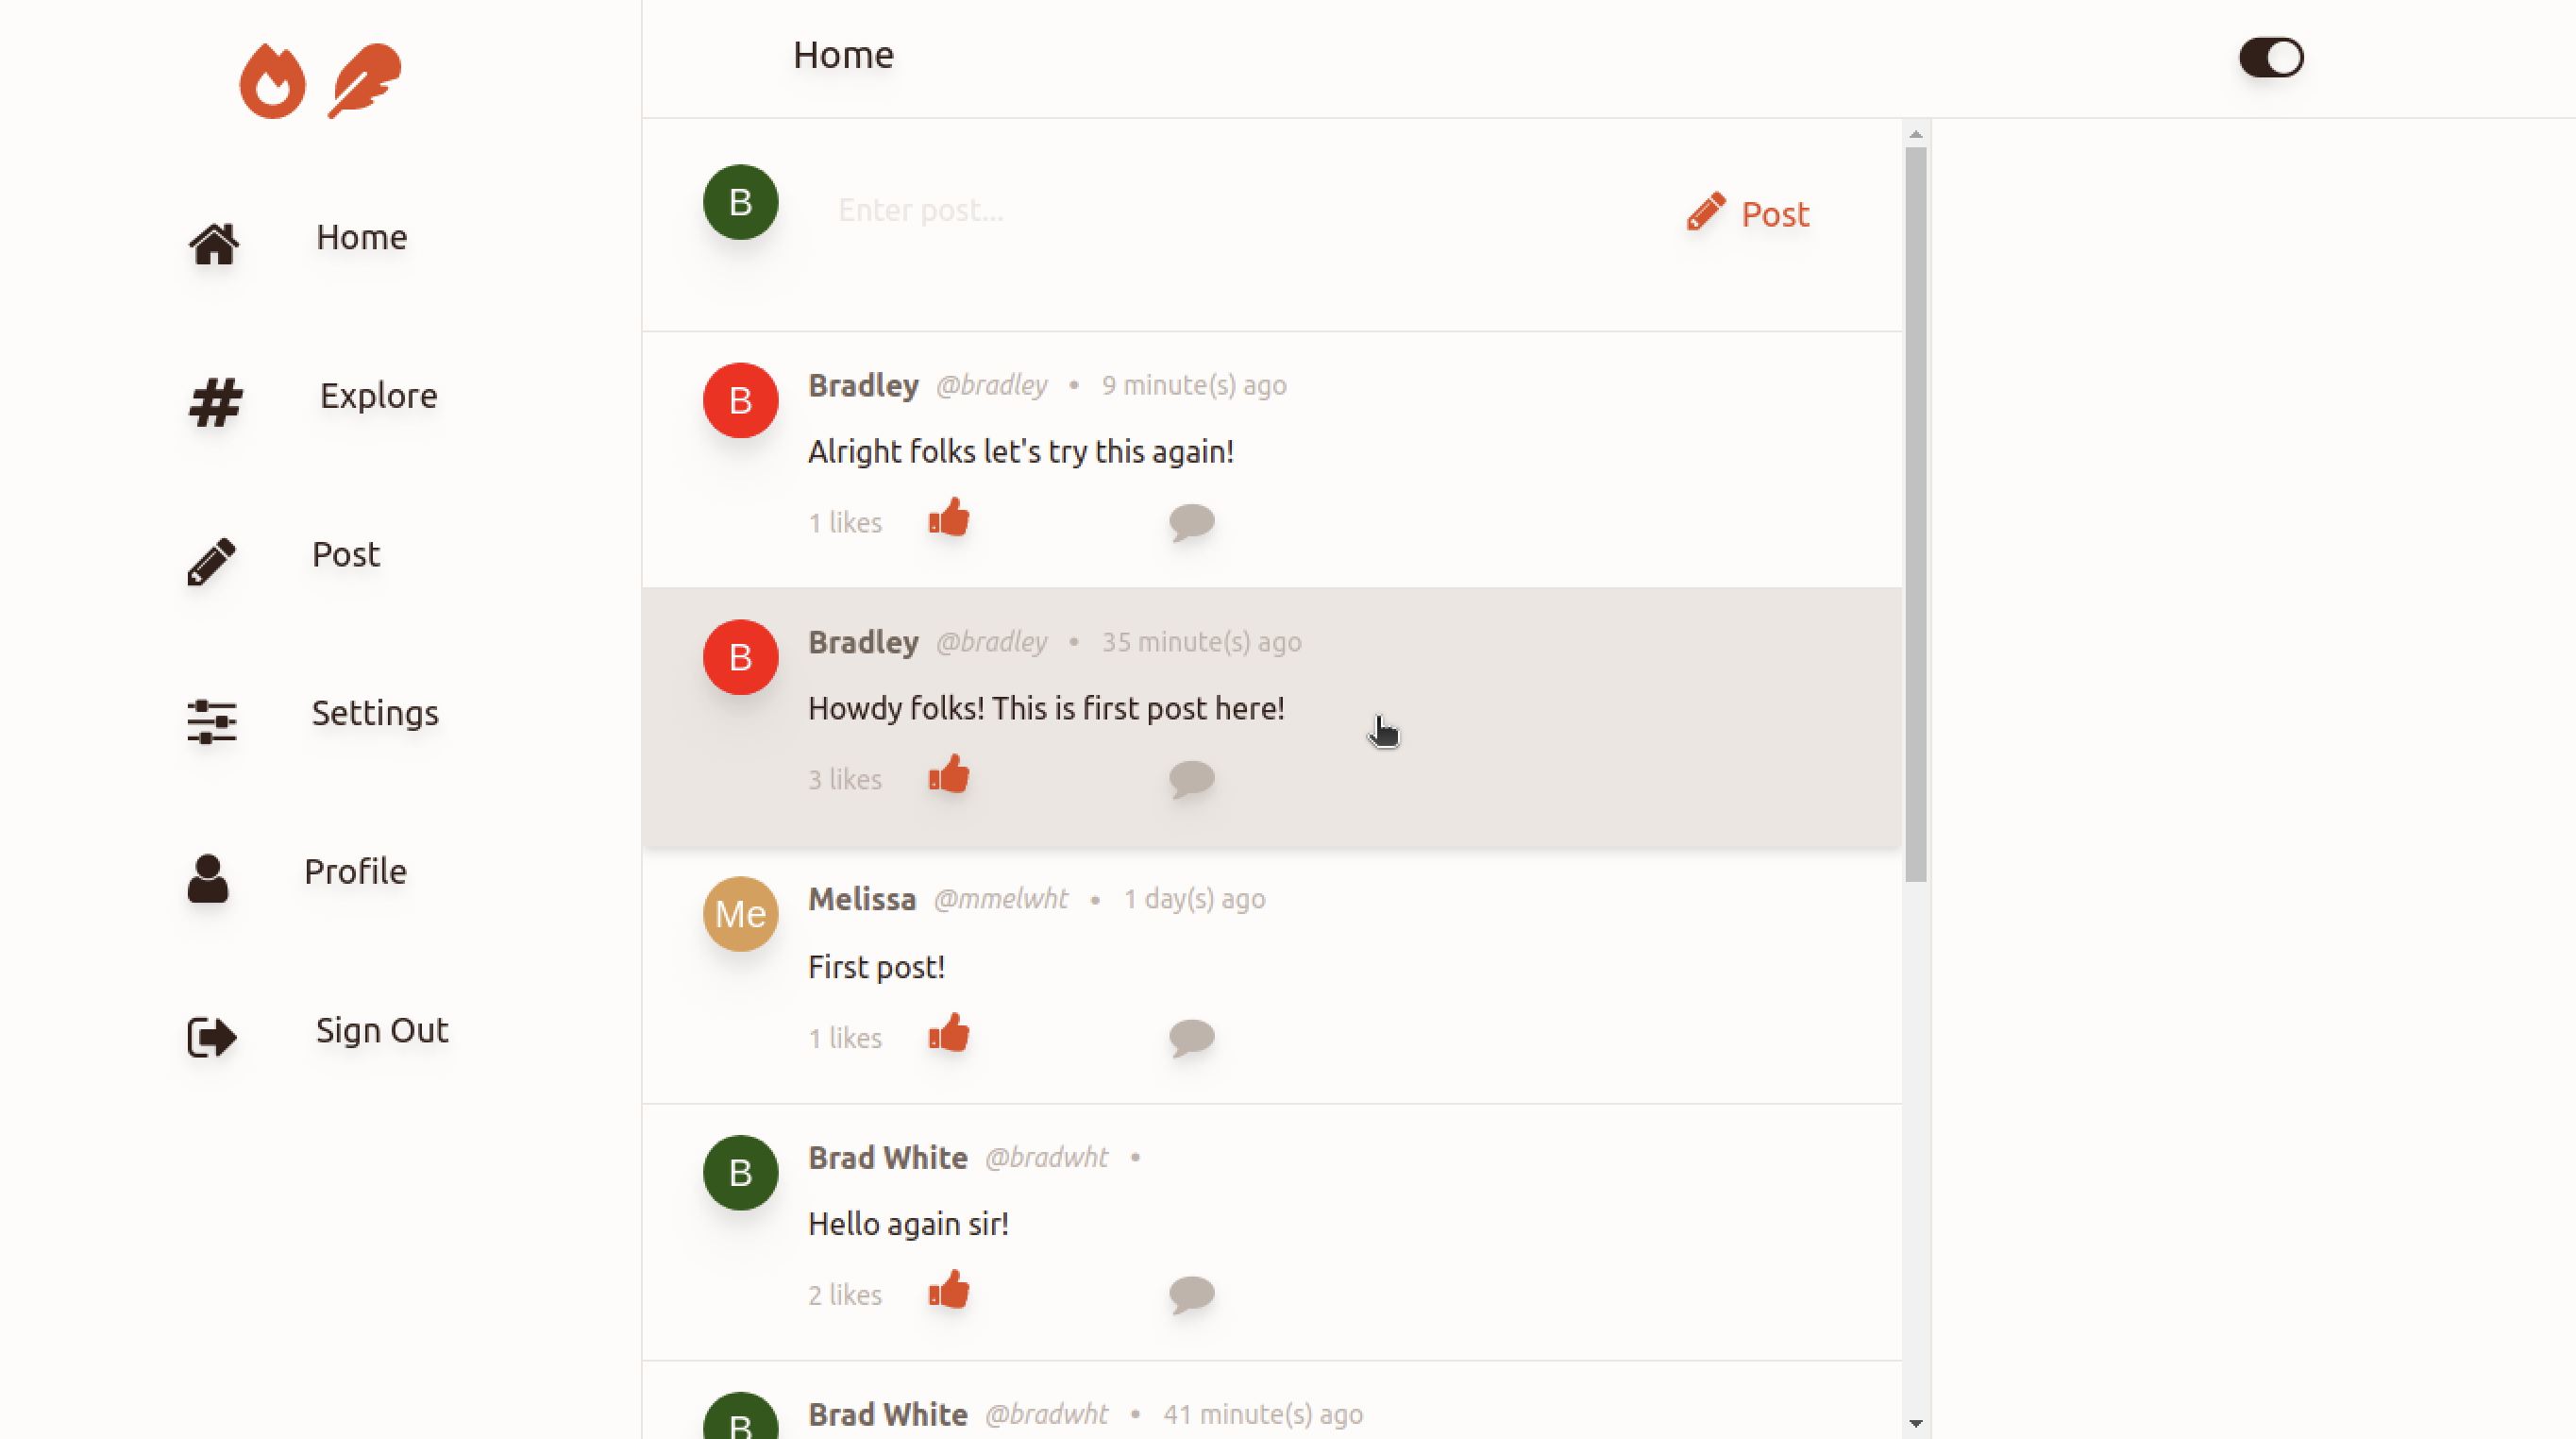 Home
Home
Explore
Post
Settings
Profile
Sign Out
B
Enter post...
Post
B
Bradley @bradley • 9 minute(s) ago
Alright folks let's try this again!
1 likes
B
Bradley @bradley • 35 minute(s) ago
Howdy folks! This is first post here!
3 likes
Me
Melissa @mmelwht • 1 day(s) ago
First post!
1 likes
B
Brad White @bradwht •
Hello again sir!
2 likes
B
Brad White @bradwht • 41 minute(s) ago